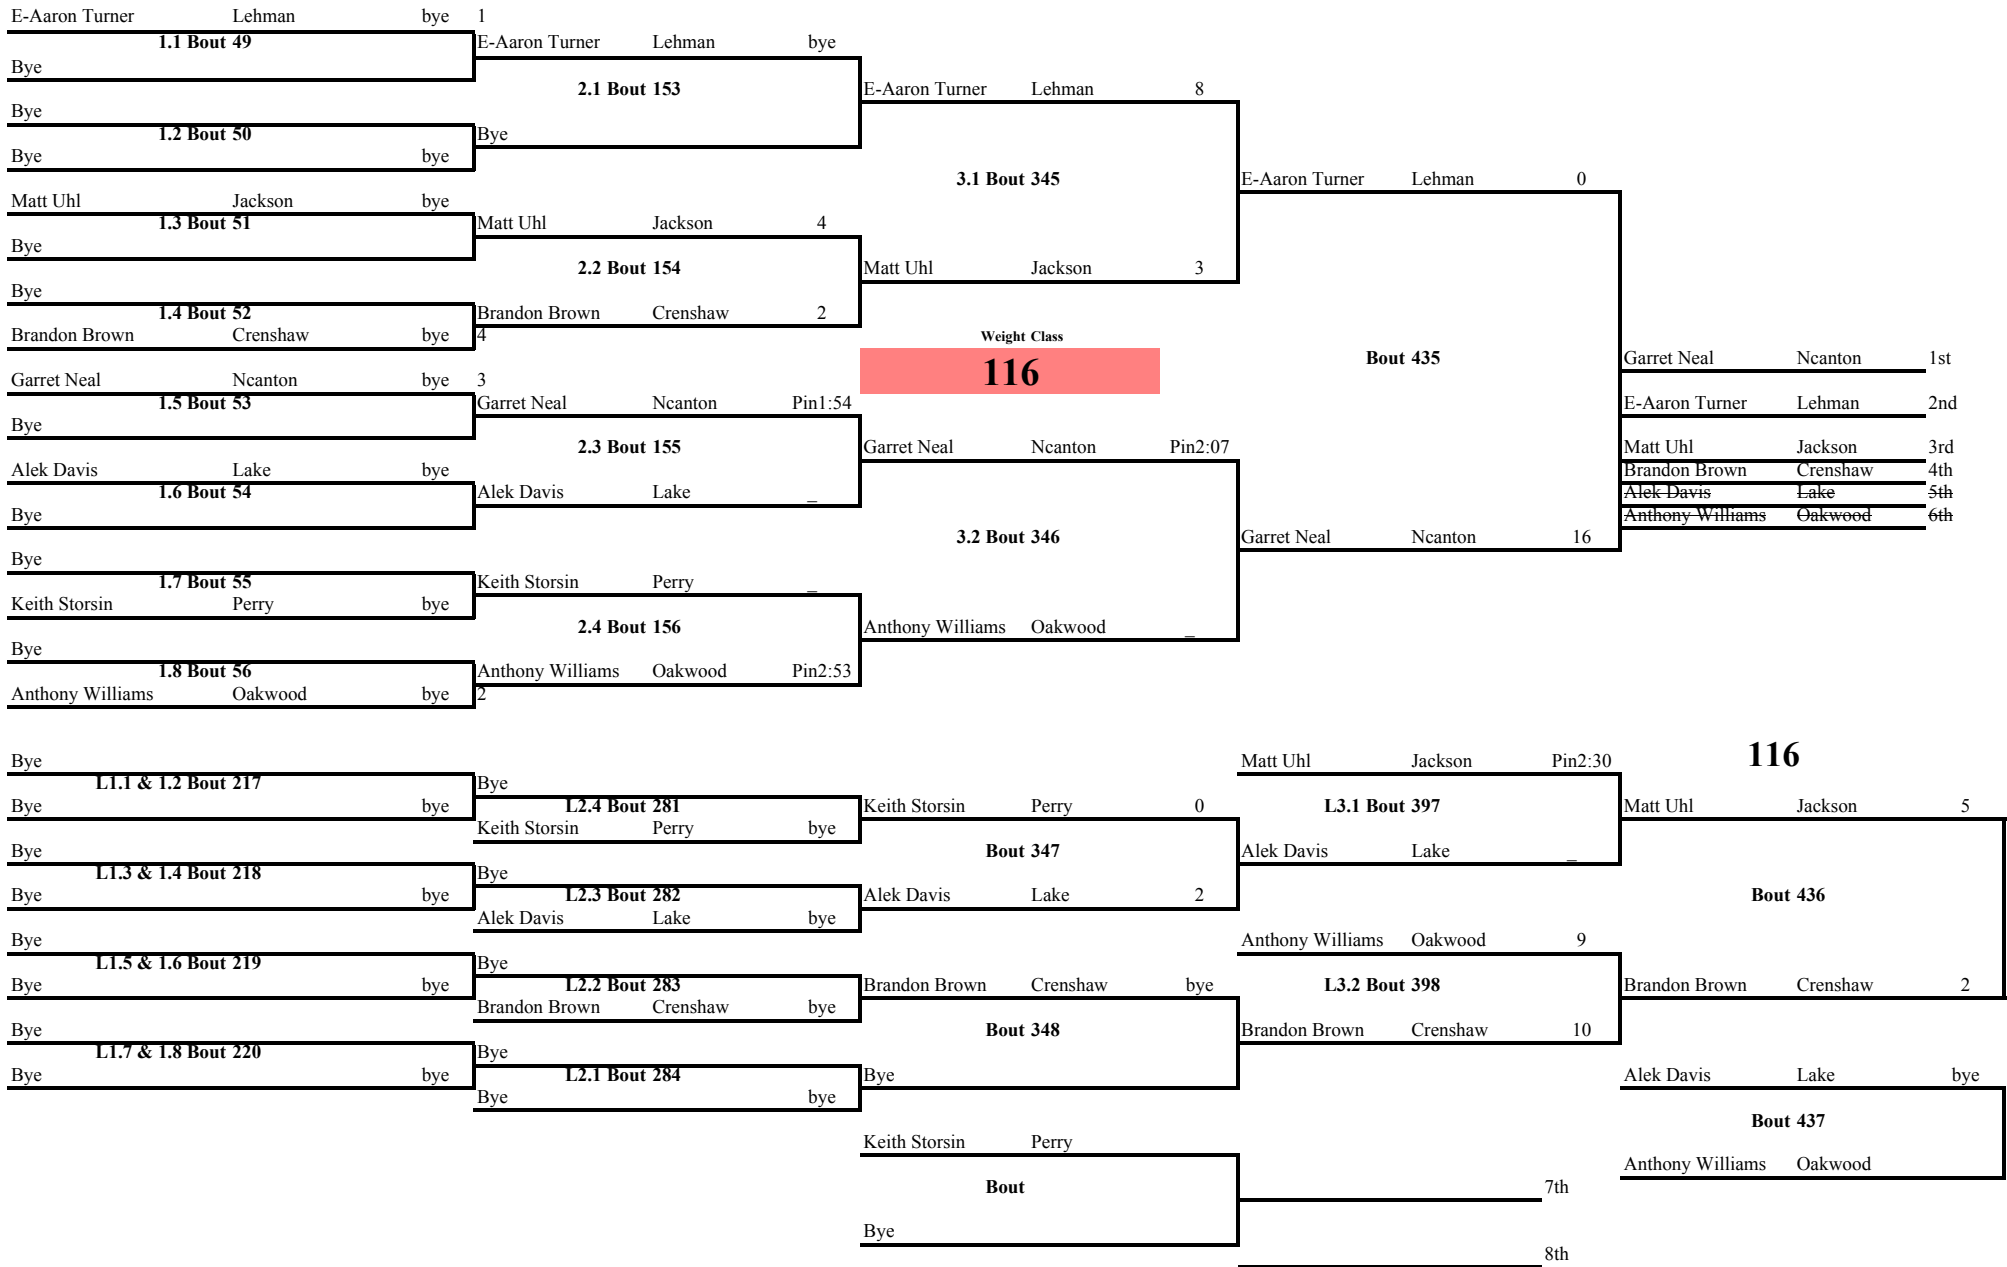 E-Aaron Turner Lehman bye 1
1.1 Bout 49
Bye
Bye
1.2 Bout 50
Bye bye
Matt Uhl Jackson bye
1.3 Bout 51
Bye
Bye
1.4 Bout 52
Brandon Brown Crenshaw bye 4
Garret Neal Ncanton bye 3
1.5 Bout 53
Bye
Alek Davis Lake bye
1.6 Bout 54
Bye
Bye
1.7 Bout 55
Keith Storsin Perry bye
Bye
1.8 Bout 56
Anthony Williams Oakwood bye 2
E-Aaron Turner Lehman bye
2.1 Bout 153
Bye
Matt Uhl Jackson 4
2.2 Bout 154
Brandon Brown Crenshaw 2
Garret Neal Ncanton Pin1:54
2.3 Bout 155
Alek Davis Lake _
Keith Storsin Perry _
2.4 Bout 156
Anthony Williams Oakwood Pin2:53
E-Aaron Turner Lehman 8
3.1 Bout 345
Matt Uhl Jackson 3
Weight Class
116
Garret Neal Ncanton Pin2:07
3.2 Bout 346
Anthony Williams Oakwood _
E-Aaron Turner Lehman 0
Bout 435
Garret Neal Ncanton 16
Garret Neal Ncanton 1st
E-Aaron Turner Lehman 2nd
Matt Uhl Jackson 3rd
Brandon Brown Crenshaw 4th
Alek Davis Lake 5th
Anthony Williams Oakwood 6th
Bye
L1.1 & 1.2 Bout 217
Bye bye
Bye
L1.3 & 1.4 Bout 218
Bye bye
Bye
L1.5 & 1.6 Bout 219
Bye bye
Bye
L1.7 & 1.8 Bout 220
Bye bye
Bye
L2.4 Bout 281
Keith Storsin Perry bye
Bye
L2.3 Bout 282
Alek Davis Lake bye
Bye
L2.2 Bout 283
Brandon Brown Crenshaw bye
Bye
L2.1 Bout 284
Bye bye
Keith Storsin Perry 0
Bout 347
Alek Davis Lake 2
Brandon Brown Crenshaw bye
Bout 348
Bye
Keith Storsin Perry
Bout
Bye
7th
8th
Matt Uhl Jackson Pin2:30
L3.1 Bout 397
Alek Davis Lake _
Anthony Williams Oakwood 9
L3.2 Bout 398
Brandon Brown Crenshaw 10
116
Matt Uhl Jackson 5
Bout 436
Brandon Brown Crenshaw 2
Alek Davis Lake bye
Bout 437
Anthony Williams Oakwood